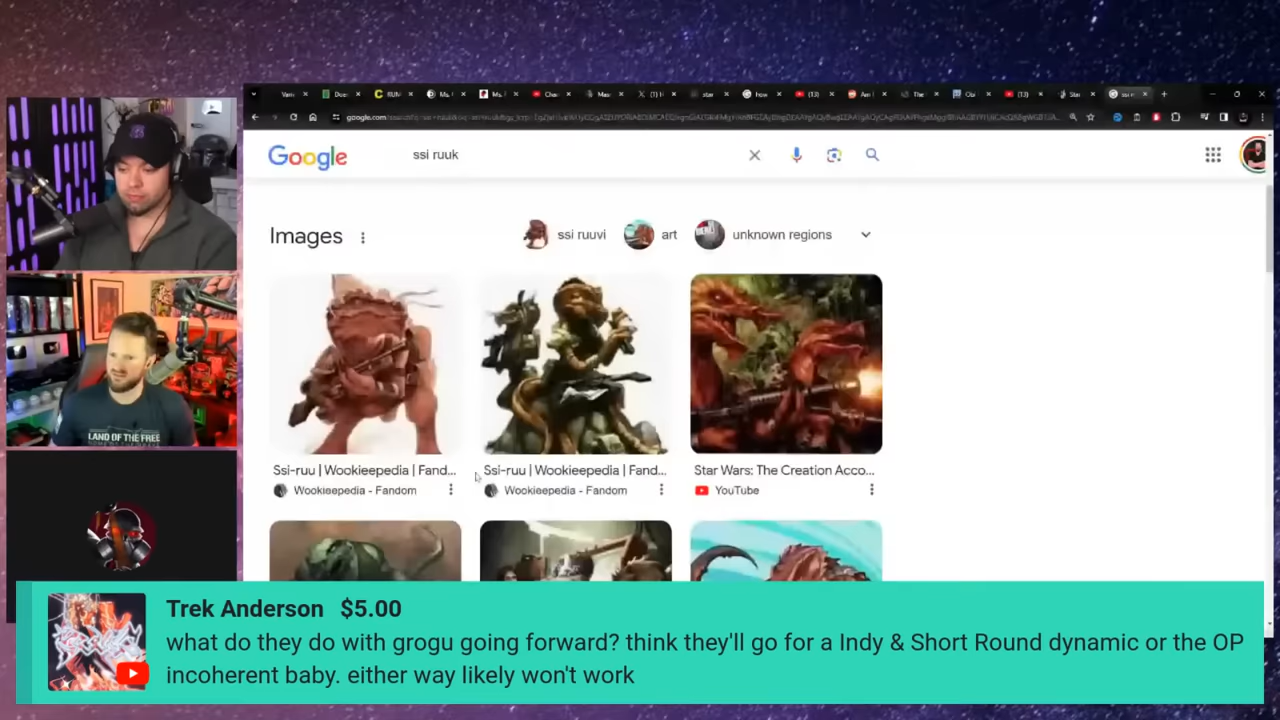 Google
ssi ruuk
Images
ssi ruuvi
art
unknown regions
Ssi-ruu | Wookieepedia | Fand...
Wookieepedia - Fandom
Ssi-ruu | Wookieepedia | Fand...
Wookieepedia - Fandom
Star Wars: The Creation Acco...
YouTube
LAND OF THE FREE
Trek Anderson $5.00
what do they do with grogu going forward? think they'll go for a Indy & Short Round dynamic or the OP
incoherent baby. either way likely won't work